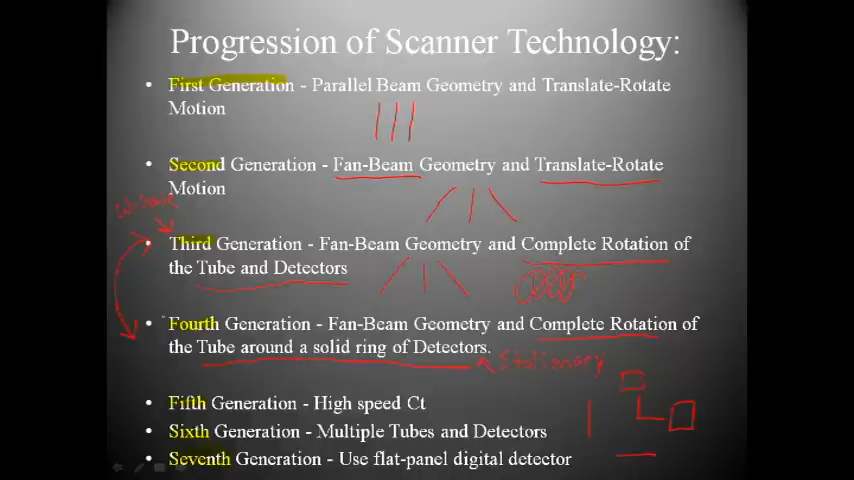 Progression of Scanner Technology:
• First Generation - Parallel Beam Geometry and Translate-Rotate
Motion
• Second Generation - Fan-Beam Geometry and Translate-Rotate
Motion
• Third Generation - Fan-Beam Geometry and Complete Rotation of
the Tube and Detectors
• Fourth Generation - Fan-Beam Geometry and Complete Rotation of
the Tube around a solid ring of Detectors.
Stationary
• Fifth Generation - High speed Ct
• Sixth Generation - Multiple Tubes and Detectors
• Seventh Generation - Use flat-panel digital detector